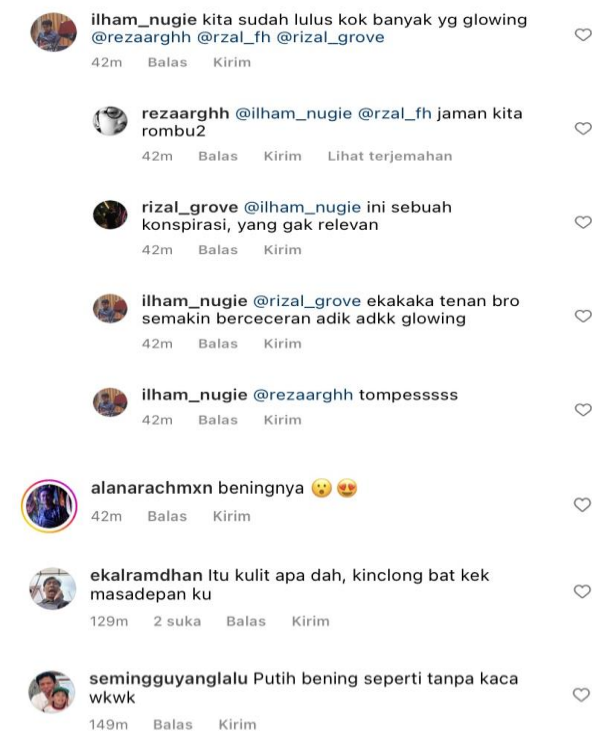 ilham_nugie kita sudah lulus kok banyak yg glowing
@rezaarghh @rzal_fh @rizal_grove
42m Balas Kirim
rezaarghh @ilham_nugie @rzal_fh jaman kita
rombu2
42m Balas Kirim Lihat terjemahan
rizal_grove @ilham_nugie ini sebuah
konspirasi, yang gak relevan
42m Balas Kirim
ilham_nugie @rizal_grove ekakaka tenan bro
semakin berceceran adik adkk glowing
42m Balas Kirim
ilham_nugie @rezaarghh tompesssss
42m Balas Kirim
alanarachmxn beningnya 😮😍
42m Balas Kirim
ekalramdhan Itu kulit apa dah, kinclong bat kek
masadepan ku
129m 2 suka Balas Kirim
semingguyanglalu Putih bening seperti tanpa kaca
wkwk
149m Balas Kirim